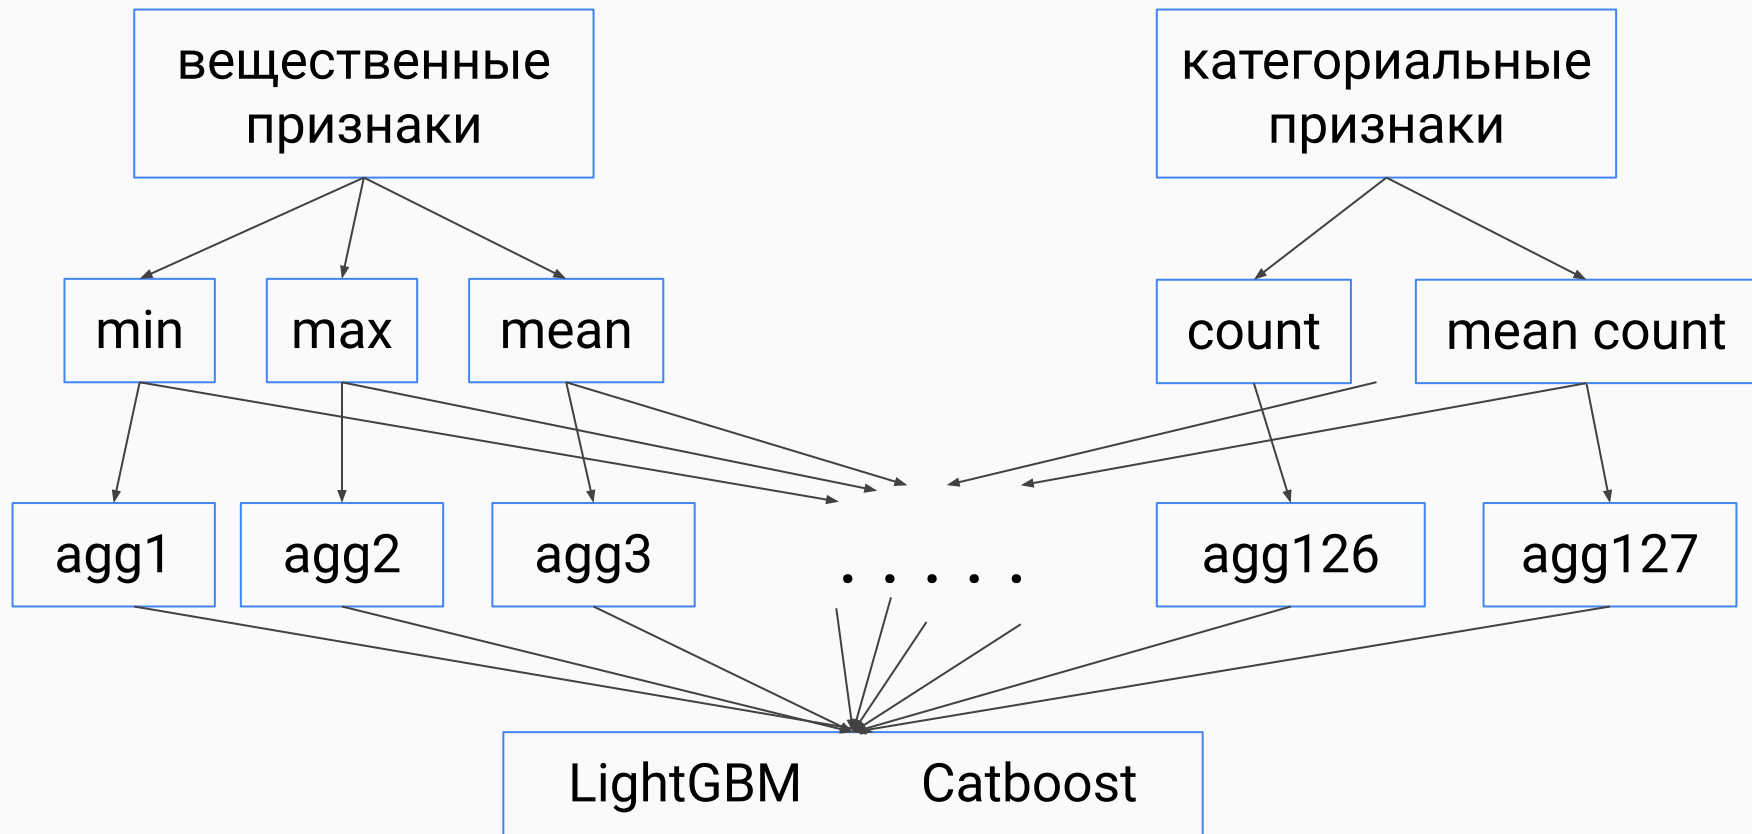 вещественные
признаки
категориальные
признаки
min max mean count mean count
agg1 agg2 agg3 . . . . . agg126 agg127
LightGBM Catboost